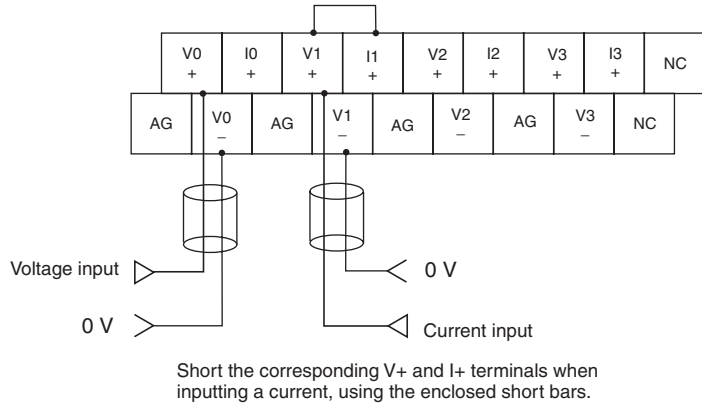 V0 I0 V1 I1 V2 I2 V3 I3 NC
+ + + + + + + +
AG V0 AG V1 AG V2 AG V3 NC
– – – –
Voltage input
0 V
0 V
Current input
Short the corresponding V+ and I+ terminals when
inputting a current, using the enclosed short bars.